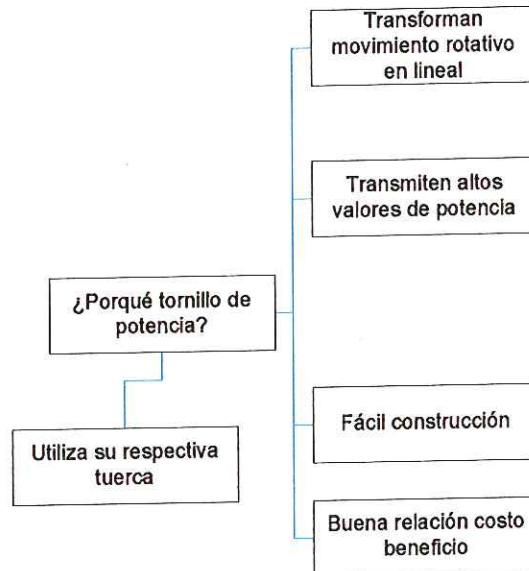 Transforman
movimiento rotativo
en lineal
Transmiten altos
valores de potencia
¿Porqué tornillo de
potencia?
Fácil construcción
Utiliza su respectiva
tuerca
Buena relación costo
beneficio